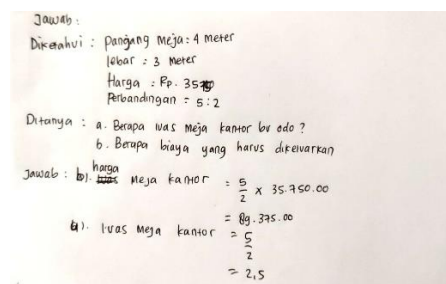 Jawab :
Diketahui : Panjang Meja : 4 meter
lebar : 3 meter
Harga : Rp. 35
Perbandingan = 5 : 2
Ditanya : a. Berapa luas meja kantor bu odo ?
b. Berapa biaya yang harus dikeluarkan
Jawab : b). harga Meja kantor = 5/2 x 35.750.00
= 89.375.00
a). luas meja kantor = 5/2
= 2,5